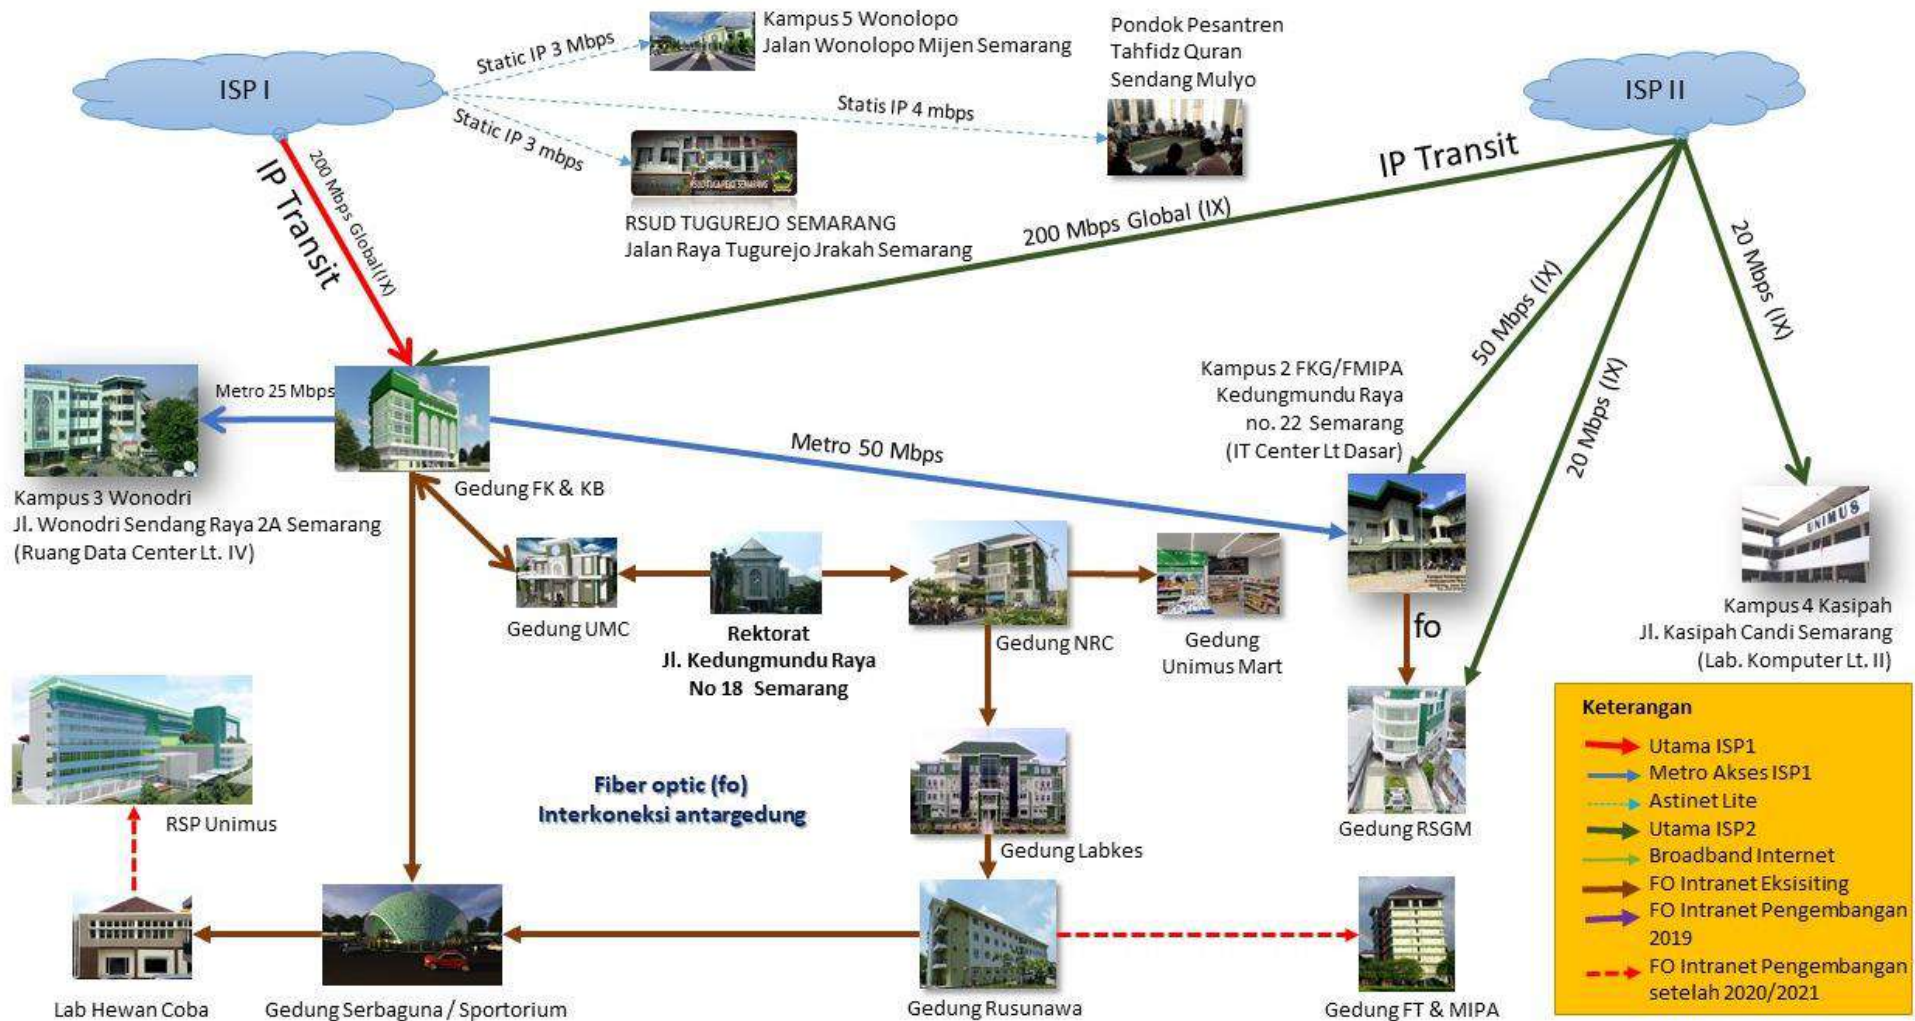 ISP I
Static IP 3 Mbps
Kampus 5 Wonolopo
Jalan Wonolopo Mijen Semarang
Pondok Pesantren
Tahfidz Quran
Sendang Mulyo
ISP II
Statis IP 4 mbps
Static IP 3 mbps
RSUD TUGUREJO SEMARANG
RSUD TUGUREJO SEMARANG
Jalan Raya Tugurejo Jrakah Semarang
200 Mbps Global(IX)
IP Transit
IP Transit
200 Mbps Global (IX)
50 Mbps (IX)
20 Mbps (IX)
20 Mbps (IX)
Metro 25 Mbps
Kampus 3 Wonodri
Jl. Wonodri Sendang Raya 2A Semarang
(Ruang Data Center Lt. IV)
Gedung FK & KB
Metro 50 Mbps
Kampus 2 FKG/FMIPA
Kedungmundu Raya
no. 22 Semarang
(IT Center Lt Dasar)
UNIMUS
Kampus 4 Kasipah
Jl. Kasipah Candi Semarang
(Lab. Komputer Lt. II)
Gedung UMC
Rektorat
Jl. Kedungmundu Raya
No 18 Semarang
Gedung NRC
Gedung
Unimus Mart
fo
RSP Unimus
Fiber optic (fo)
Interkoneksi antargedung
Gedung Labkes
Gedung RSGM
Lab Hewan Coba
Gedung Serbaguna / Sportorium
Gedung Rusunawa
Gedung FT & MIPA
Keterangan
Utama ISP1
Metro Akses ISP1
Astinet Lite
Utama ISP2
Broadband Internet
FO Intranet Eksisiting
FO Intranet Pengembangan
2019
FO Intranet Pengembangan
setelah 2020/2021